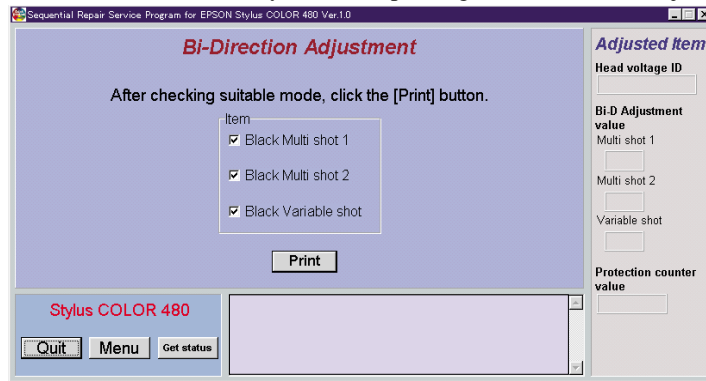 Sequential Repair Service Program for EPSON Stylus COLOR 480 Ver.1.0
Bi-Direction Adjustment
After checking suitable mode, click the [Print] button.
Item
Black Multi shot 1
Black Multi shot 2
Black Variable shot
Print
Stylus COLOR 480
Quit
Menu
Get status
Adjusted Item
Head voltage ID
Bi-D Adjustment
value
Multi shot 1
Multi shot 2
Variable shot
Protection counter
value